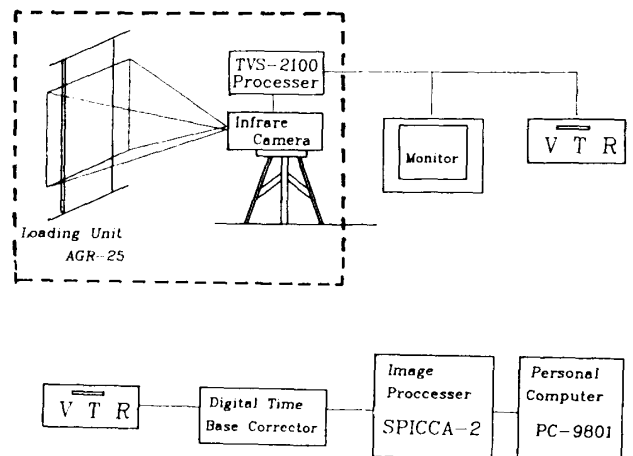 TVS-2100
Processer
Infrare
Camera
Monitor
V T R
Loading Unit
AGR-25
V T R
Digital Time
Base Corrector
Image
Proccesser
SPICCA-2
Personal
Computer
PC-9801